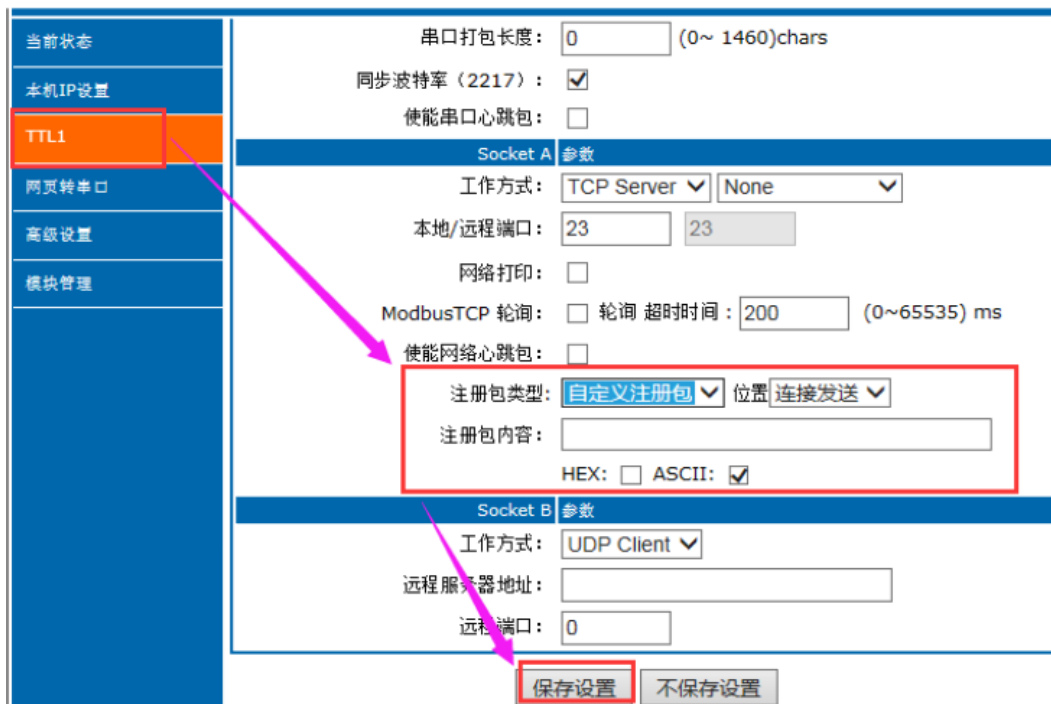 当前状态
本机IP设置
TTL1
网页转串口
高级设置
模块管理
串口打包长度： 0 (0~ 1460)chars
同步波特率（2217）：
使能串口心跳包：
Socket A 参数
工作方式： TCP Server None
本地/远程端口： 23 23
网络打印：
ModbusTCP 轮询： 轮询 超时时间： 200 (0~65535) ms
使能网络心跳包：
注册包类型: 自定义注册包 位置 连接发送
注册包内容：
HEX: ASCII:
Socket B 参数
工作方式： UDP Client
远程服务器地址：
远程端口： 0
保存设置 不保存设置